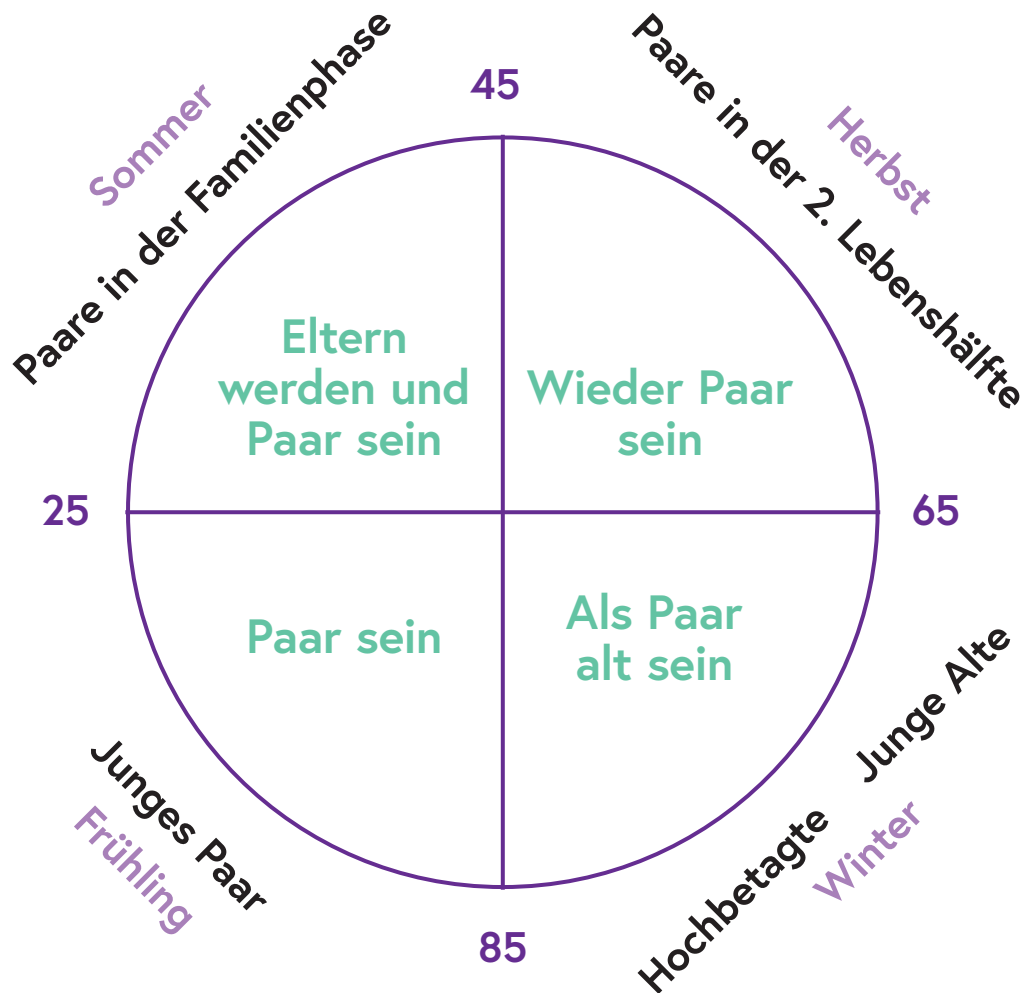 Sommer
Paare in der Familienphase
45
Paare in der 2. Lebenshälfte
Herbst
Eltern
werden und
Paar sein
Wieder Paar
sein
25
65
Paar sein
Als Paar
alt sein
Junges Paar
Frühling
Junge Alte
Hochbetagte
Winter
85